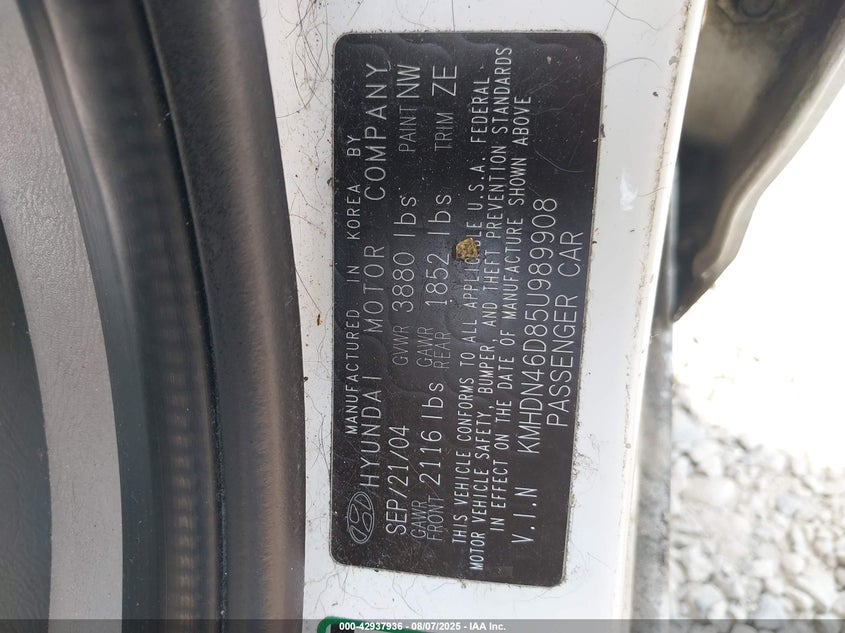 MANUFACTURED IN KOREA BY
HYUNDAI MOTOR COMPANY
SEP/21/04 GVWR 3880 lbs PAINT NW
GAWR FRONT 2116 lbs GAWR REAR 1852 lbs TRIM ZE
THIS VEHICLE CONFORMS TO ALL APPLICABLE U.S.A. FEDERAL
MOTOR VEHICLE SAFETY, BUMPER, AND THEFT PREVENTION STANDARDS
IN EFFECT ON THE DATE OF MANUFACTURE SHOWN ABOVE
V.I.N KMHDN46D85U989908
PASSENGER CAR
000-42937936 - 08/07/2025 - IAA Inc.